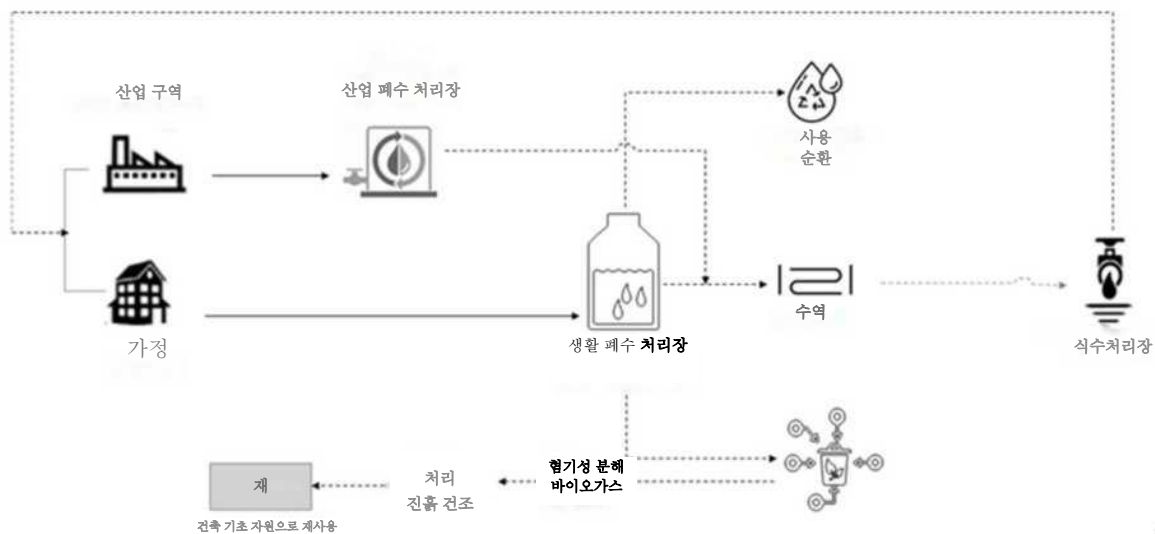 산업 구역
산업 폐수 처리장
사용
순환
수역
가정
생활 폐수 처리장
식수처리장
혐기성 분해
바이오가스
처리
진흙 건조
재
건축 기초 자원으로 재사용